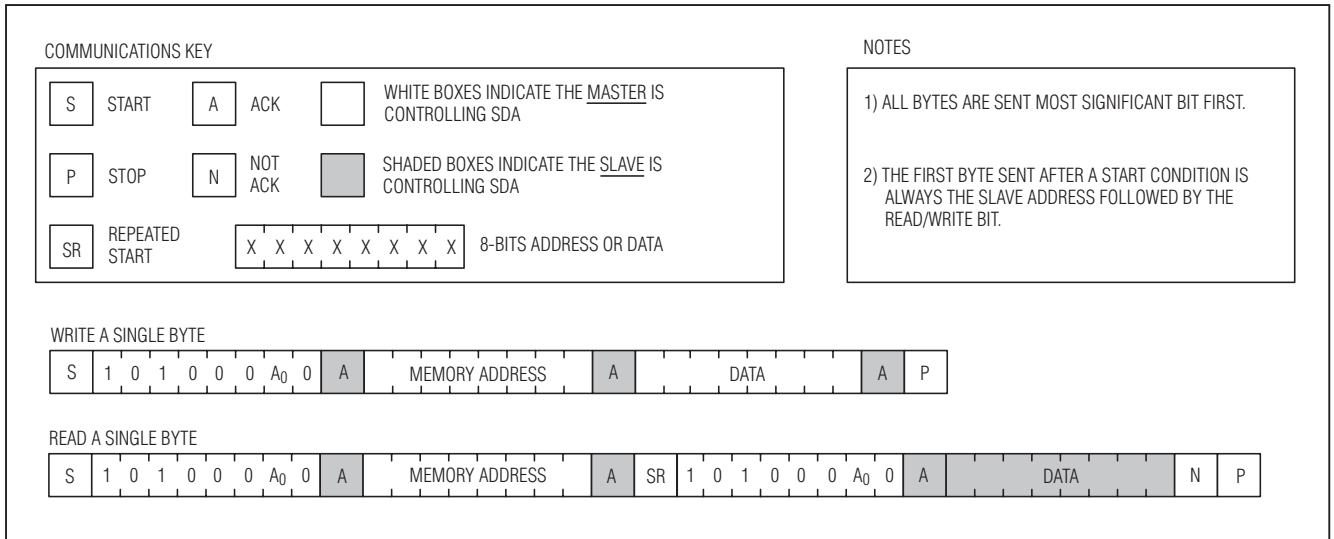 COMMUNICATIONS KEY
S START A ACK WHITE BOXES INDICATE THE MASTER IS
CONTROLLING SDA
P STOP N NOT
ACK SHADED BOXES INDICATE THE SLAVE IS
CONTROLLING SDA
SR REPEATED
START X X X X X X X X 8-BITS ADDRESS OR DATA
NOTES
1) ALL BYTES ARE SENT MOST SIGNIFICANT BIT FIRST.
2) THE FIRST BYTE SENT AFTER A START CONDITION IS
ALWAYS THE SLAVE ADDRESS FOLLOWED BY THE
READ/WRITE BIT.
WRITE A SINGLE BYTE
S 1 0 1 0 0 0 A0 0 A MEMORY ADDRESS A DATA A P
READ A SINGLE BYTE
S 1 0 1 0 0 0 A0 0 A MEMORY ADDRESS A SR 1 0 1 0 0 0 A0 0 A DATA N P